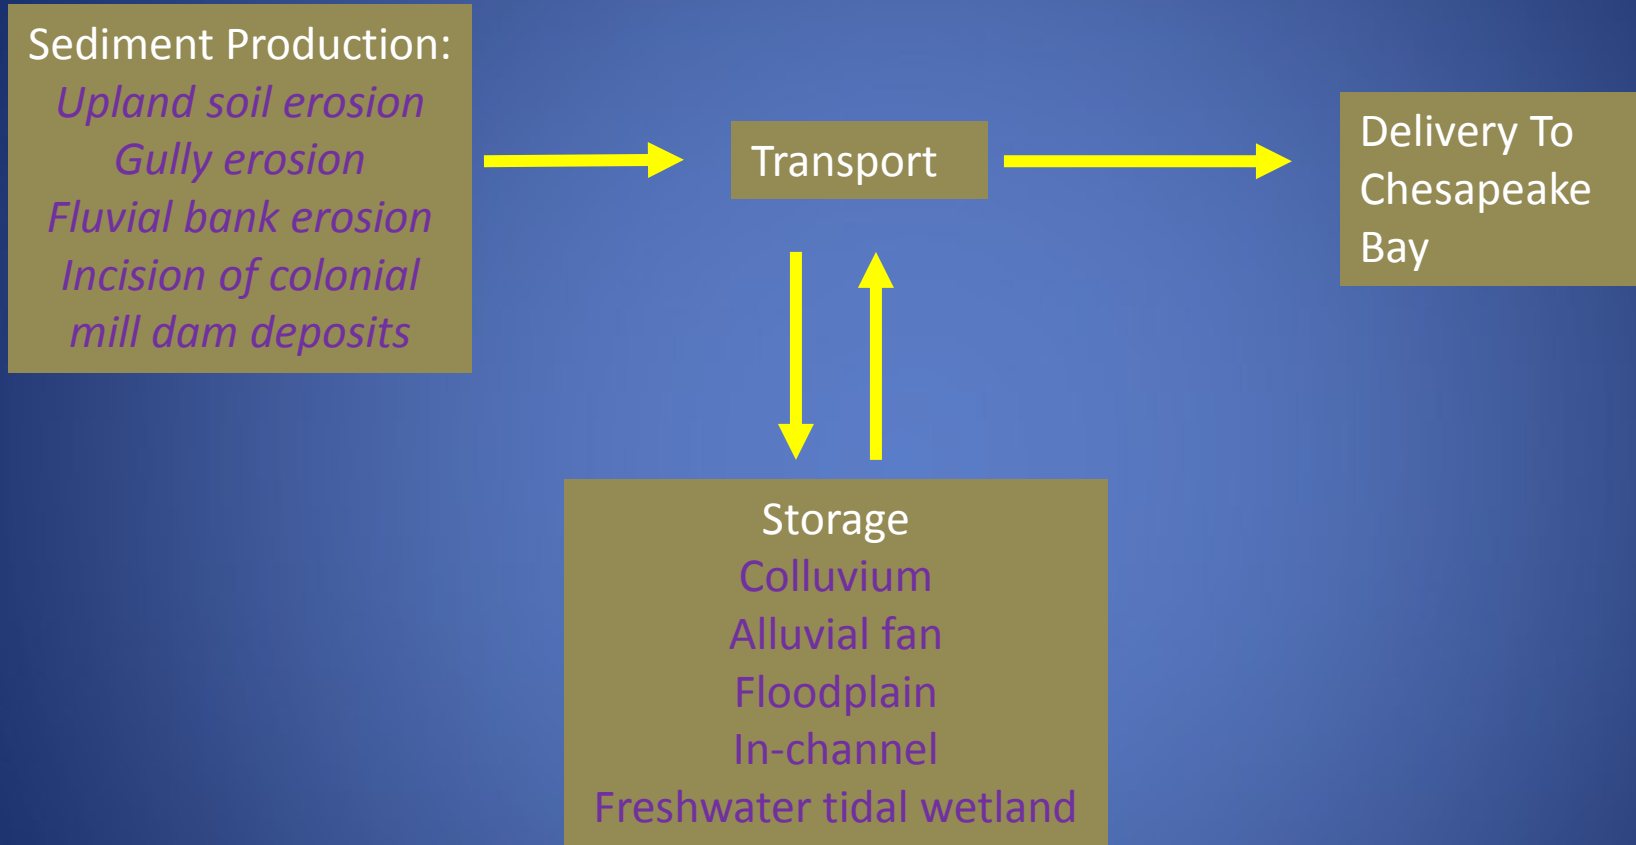 Sediment Production:
Upland soil erosion
Gully erosion
Fluvial bank erosion
Incision of colonial
mill dam deposits
Transport
Delivery To
Chesapeake
Bay
Storage
Colluvium
Alluvial fan
Floodplain
In-channel
Freshwater tidal wetland